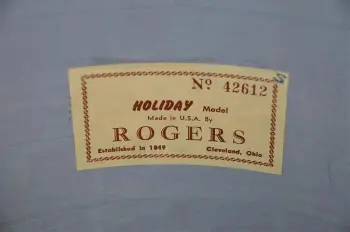 Nº 42612
HOLIDAY Model
Made in U.S.A. By
ROGERS
Established in 1849 Cleveland, Ohio